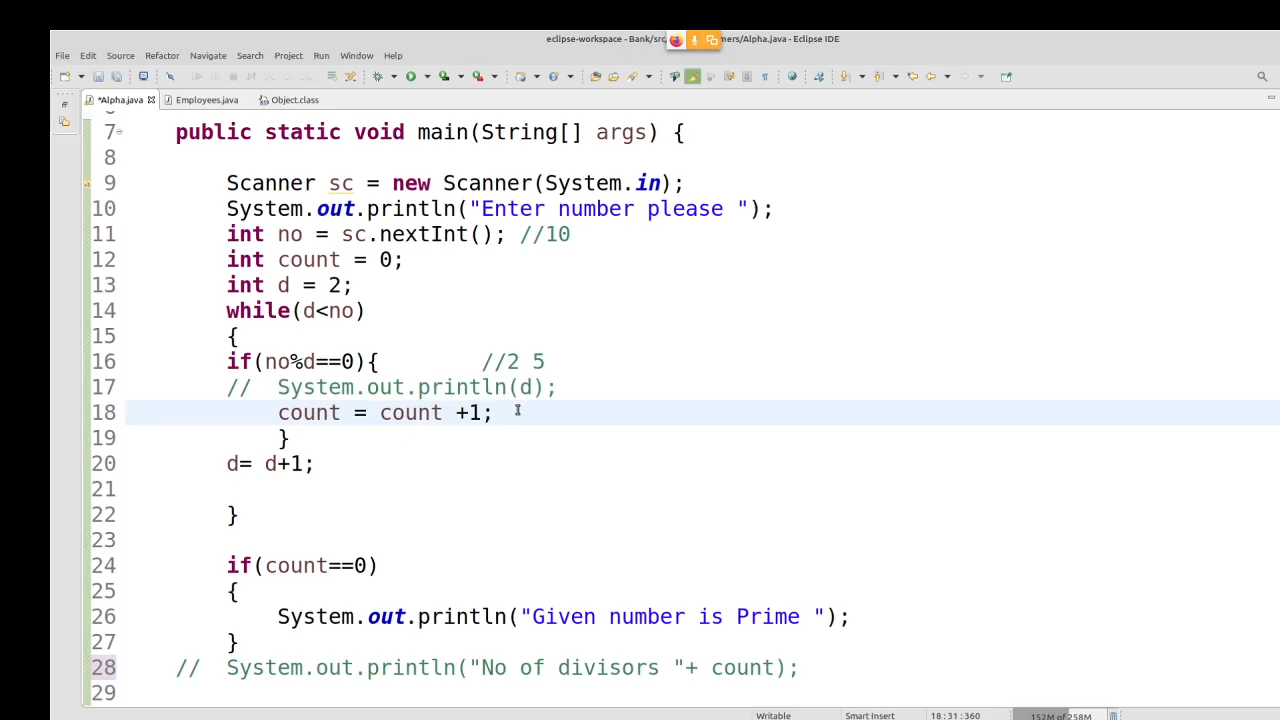 eclipse-workspace - Bank/src mers/Alpha.java - Eclipse IDE
File Edit Source Refactor Navigate Search Project Run Window Help
*Alpha.java Employees.java Object.class
7 public static void main(String[] args) {
8
9 Scanner sc = new Scanner(System.in);
10 System.out.println("Enter number please ");
11 int no = sc.nextInt(); //10
12 int count = 0;
13 int d = 2;
14 while(d<no)
15 {
16 if(no%d==0){ //2 5
17 // System.out.println(d);
18 count = count +1;
19 }
20 d= d+1;
21
22 }
23
24 if(count==0)
25 {
26 System.out.println("Given number is Prime ");
27 }
28 // System.out.println("No of divisors "+ count);
29
Writable Smart Insert 18:31:360 152M of 258M